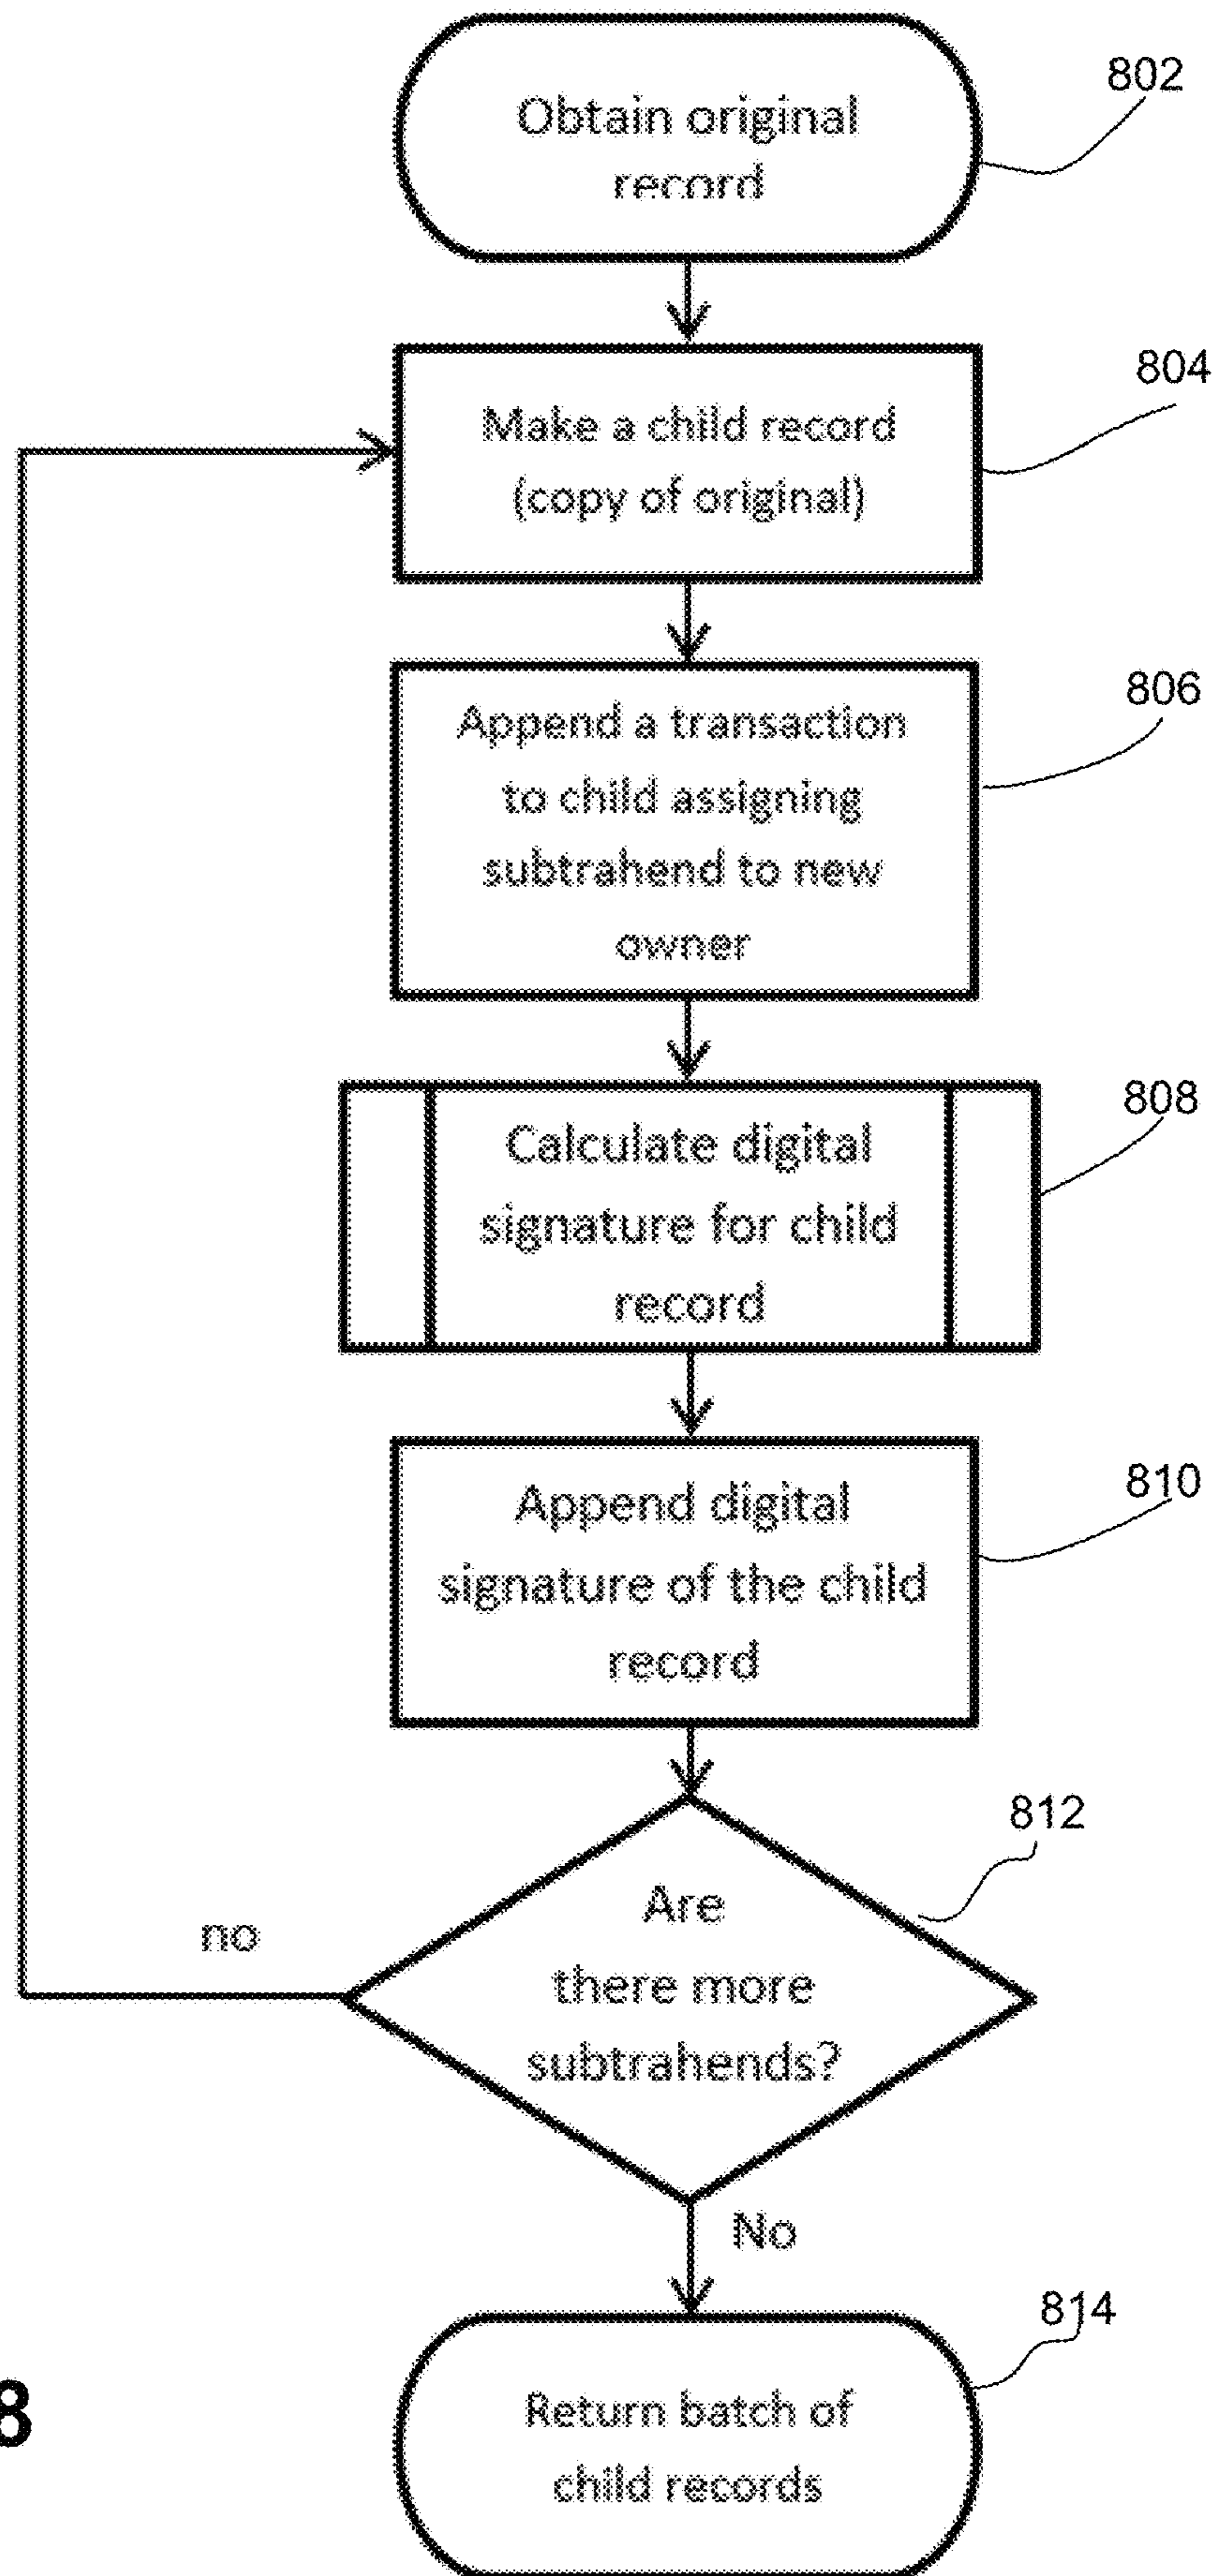 Obtain original
record
802
Make a child record
(copy of original)
804
Append a transaction
to child assigning
subtrahend to new
owner
806
Calculate digital
signature for child
record
808
Append digital
signature of the child
record
810
Are
there more
subtrahends?
812
no
No
Return batch of
child records
814
8